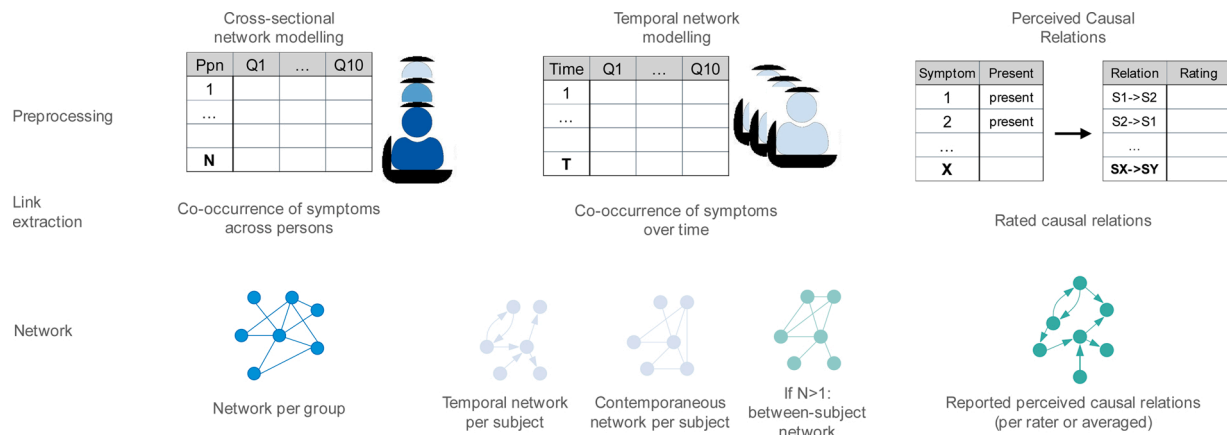 Cross-sectional
network modelling
Temporal network
modelling
Perceived Causal
Relations
Preprocessing
Ppn Q1 ... Q10
1
...
N
Time Q1 ... Q10
1
...
T
Symptom Present
1 present
2 present
...
X
Relation Rating
S1->S2
S2->S1
...
SX->SY
Link
extraction
Co-occurrence of symptoms
across persons
Co-occurrence of symptoms
over time
Rated causal relations
Network
Network per group
Temporal network
per subject
Contemporaneous
network per subject
If N>1:
between-subject
network
Reported perceived causal relations
(per rater or averaged)